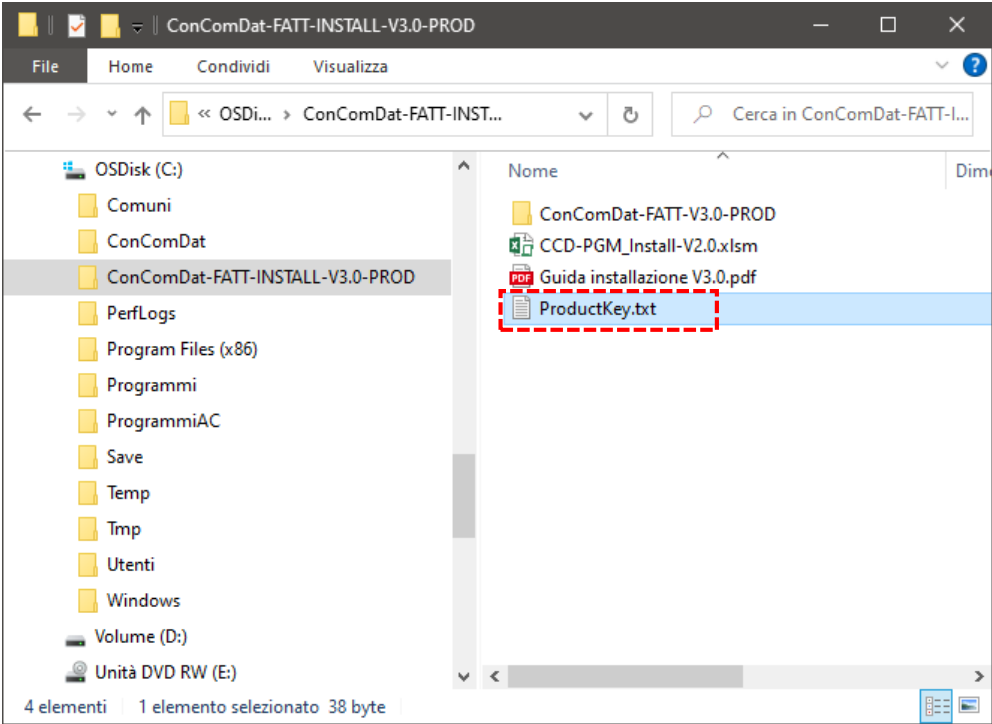 ConComDat-FATT-INSTALL-V3.0-PROD
File Home Condividi Visualizza ?
« OSDi... › ConComDat-FATT-INST... Cerca in ConComDat-FATT-I...
OSDisk (C:)
Comuni
ConComDat
ConComDat-FATT-INSTALL-V3.0-PROD
PerfLogs
Program Files (x86)
Programmi
ProgrammiAC
Save
Temp
Tmp
Utenti
Windows
Volume (D:)
Unità DVD RW (E:)
Nome Dime
ConComDat-FATT-V3.0-PROD
CCD-PGM_Install-V2.0.xlsm
PDF Guida installazione V3.0.pdf
ProductKey.txt
4 elementi 1 elemento selezionato 38 byte